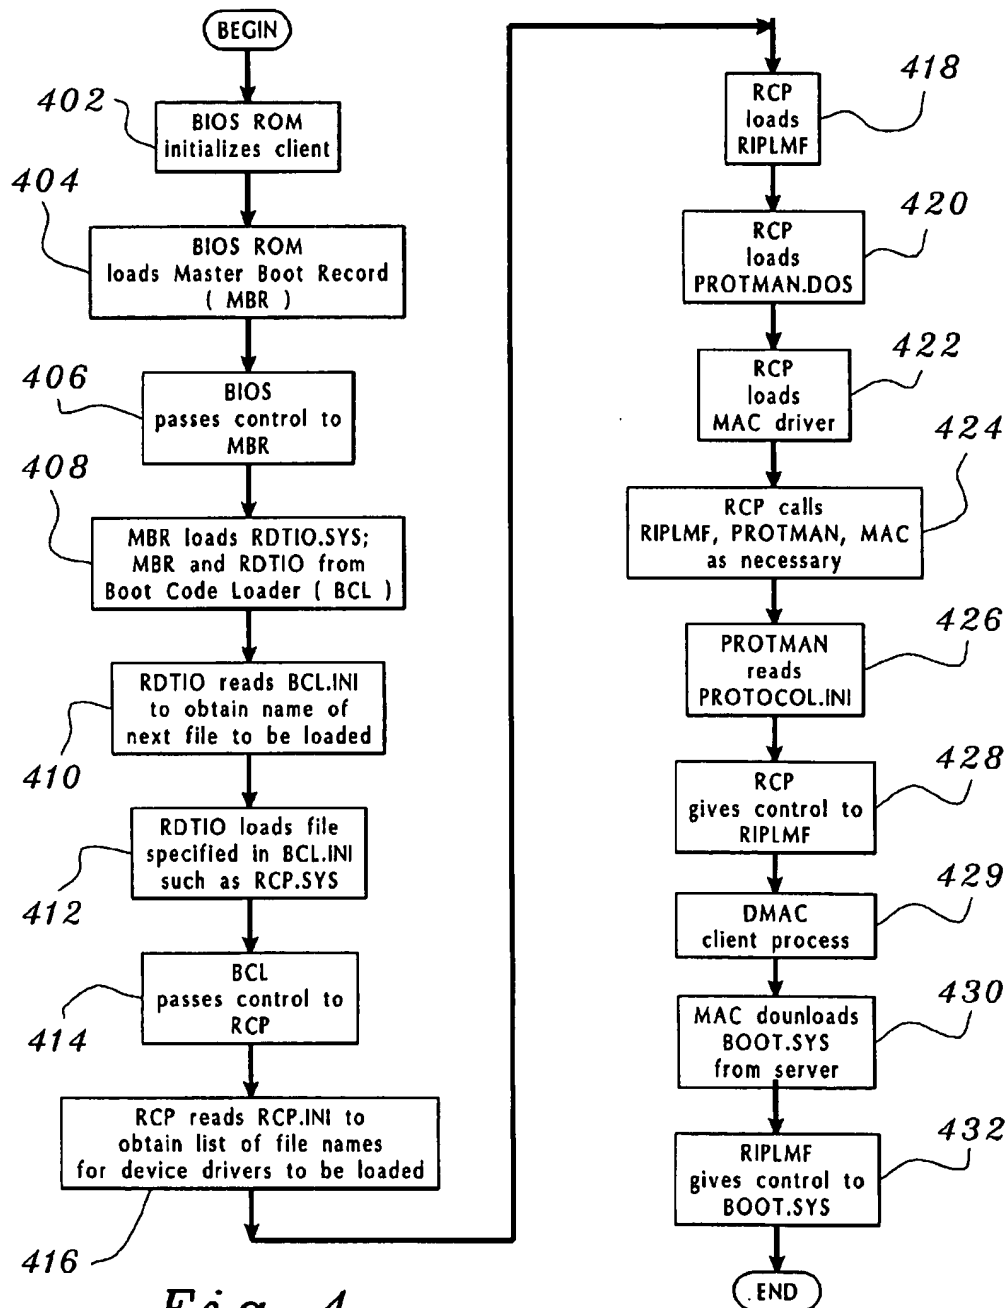 BEGIN
402
BIOS ROM
initializes client
404
BIOS ROM
loads Master Boot Record
( MBR )
406
BIOS
passes control to
MBR
408
MBR loads RDTIO.SYS;
MBR and RDTIO from
Boot Code Loader ( BCL )
RDTIO reads BCL.INI
to obtain name of
next file to be loaded
410
RDTIO loads file
specified in BCL.INI
such as RCP.SYS
412
BCL
passes control to
RCP
414
RCP reads RCP.INI to
obtain list of file names
for device drivers to be loaded
416
418
RCP
loads
RIPLMF
420
RCP
loads
PROTMAN.DOS
422
RCP
loads
MAC driver
424
RCP calls
RIPLMF, PROTMAN, MAC
as necessary
426
PROTMAN
reads
PROTOCOL.INI
428
RCP
gives control to
RIPLMF
429
DMAC
client process
430
MAC dounloads
BOOT.SYS
from server
432
RIPLMF
gives control to
BOOT.SYS
END
Fig. 4